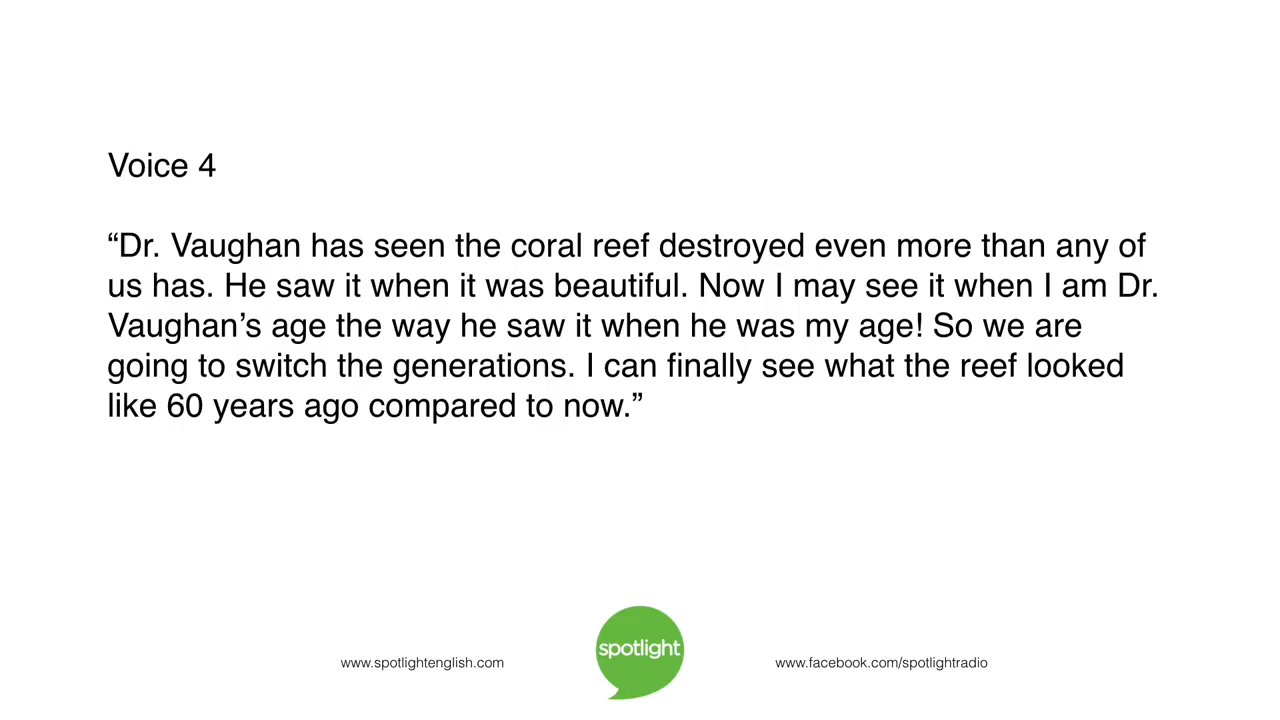 Voice 4
“Dr. Vaughan has seen the coral reef destroyed even more than any of
us has. He saw it when it was beautiful. Now I may see it when I am Dr.
Vaughan’s age the way he saw it when he was my age! So we are
going to switch the generations. I can finally see what the reef looked
like 60 years ago compared to now.”
www.spotlightenglish.com
spotlight
www.facebook.com/spotlightradio